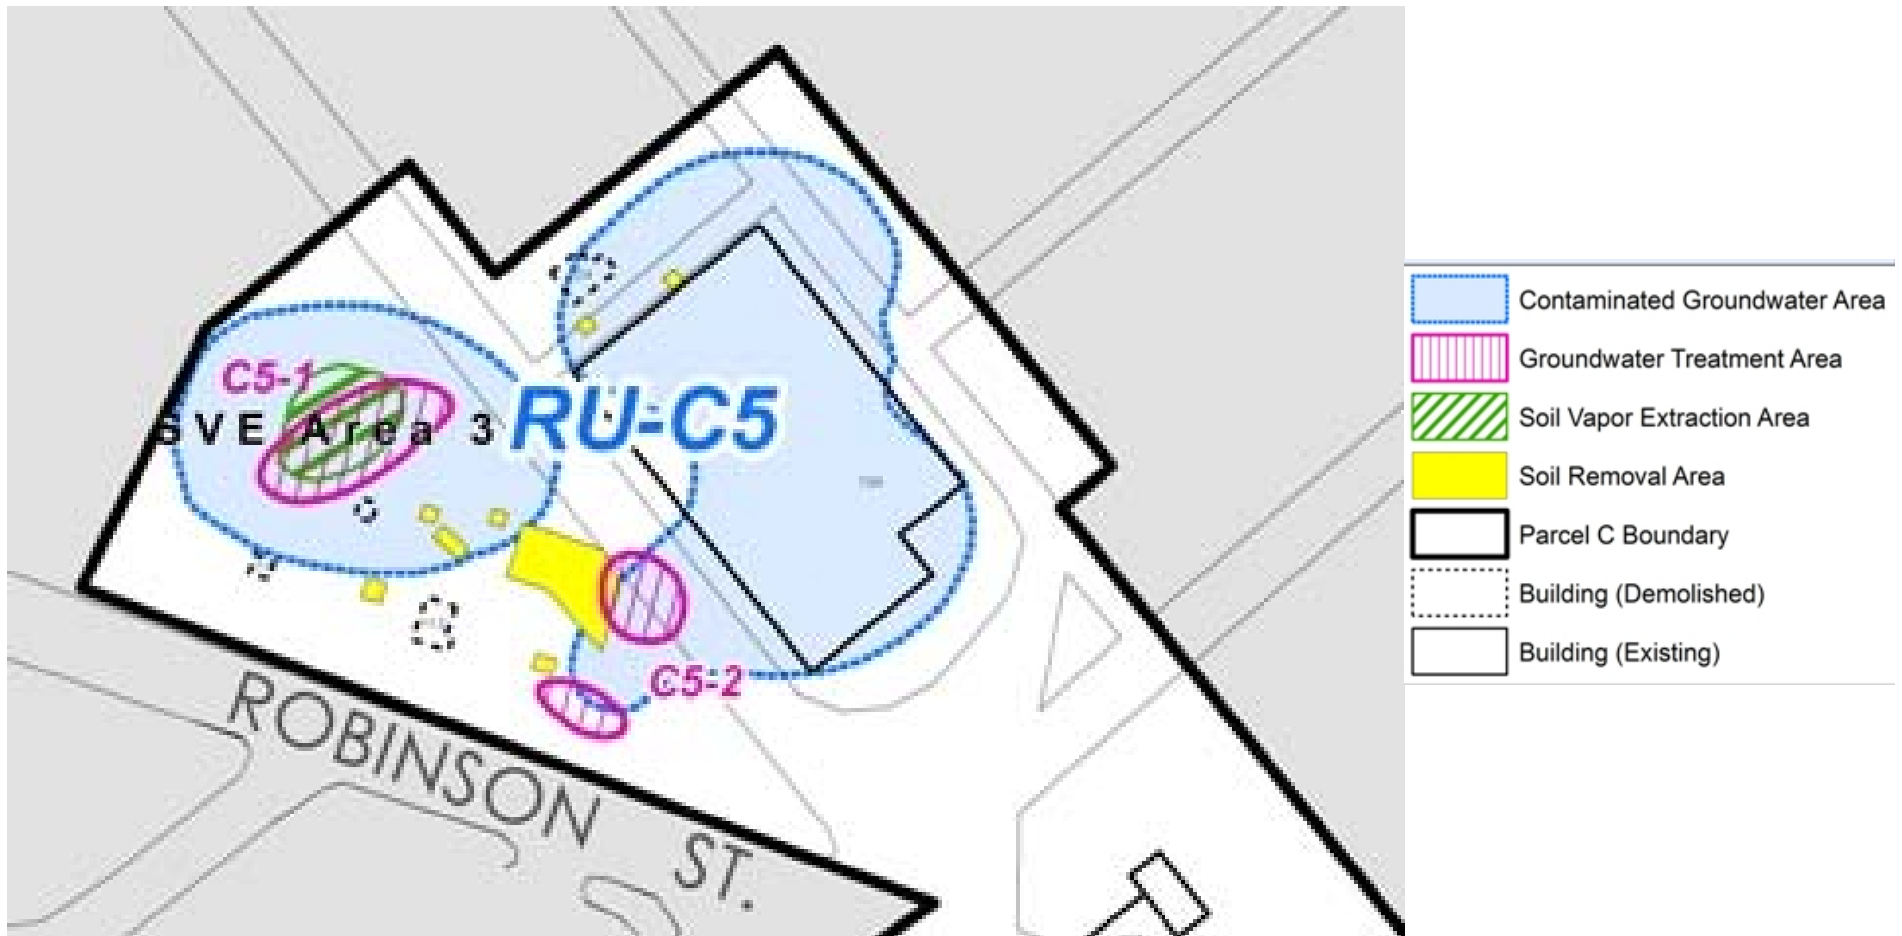 C5-1
SVE Area 3
RU-C5
C5-2
ROBINSON ST.
Contaminated Groundwater Area
Groundwater Treatment Area
Soil Vapor Extraction Area
Soil Removal Area
Parcel C Boundary
Building (Demolished)
Building (Existing)